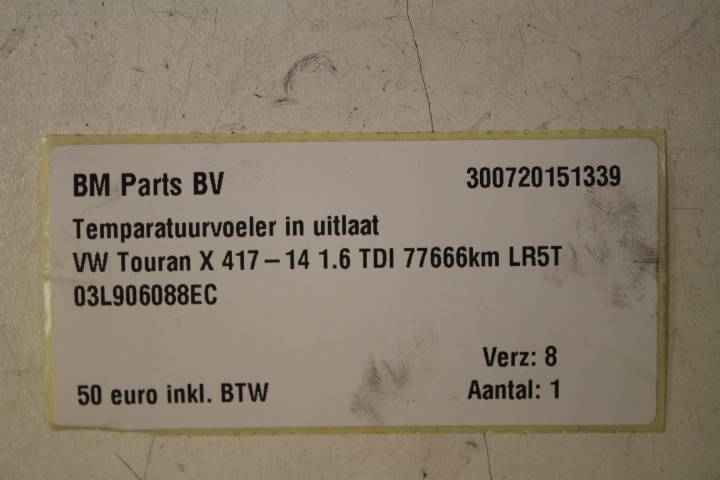 BM Parts BV 300720151339
Temparatuurvoeler in uitlaat
VW Touran X 417-14 1.6 TDI 77666km LR5T
03L906088EC
Verz: 8
50 euro inkl. BTW Aantal: 1